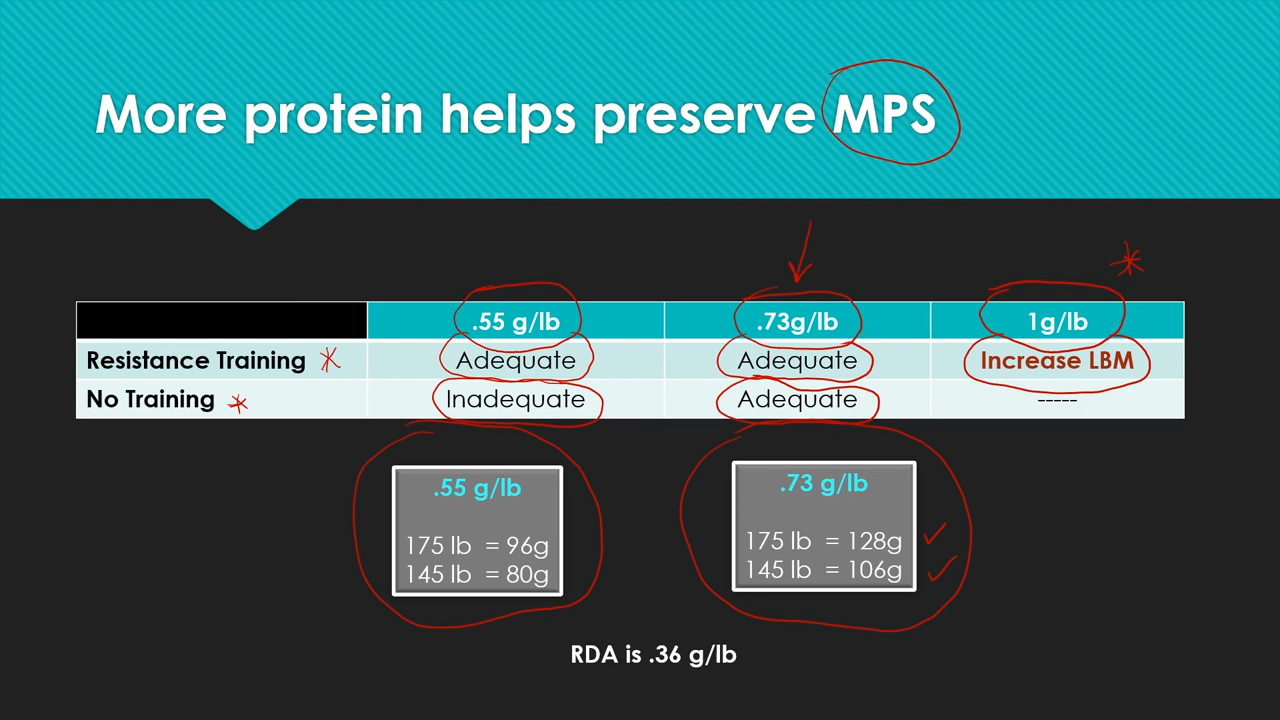 More protein helps preserve MPS
.55 g/lb .73g/lb 1g/lb
Resistance Training Adequate Adequate Increase LBM
No Training Inadequate Adequate -----
.55 g/lb
175 lb = 96g
145 lb = 80g
.73 g/lb
175 lb = 128g
145 lb = 106g
RDA is .36 g/lb